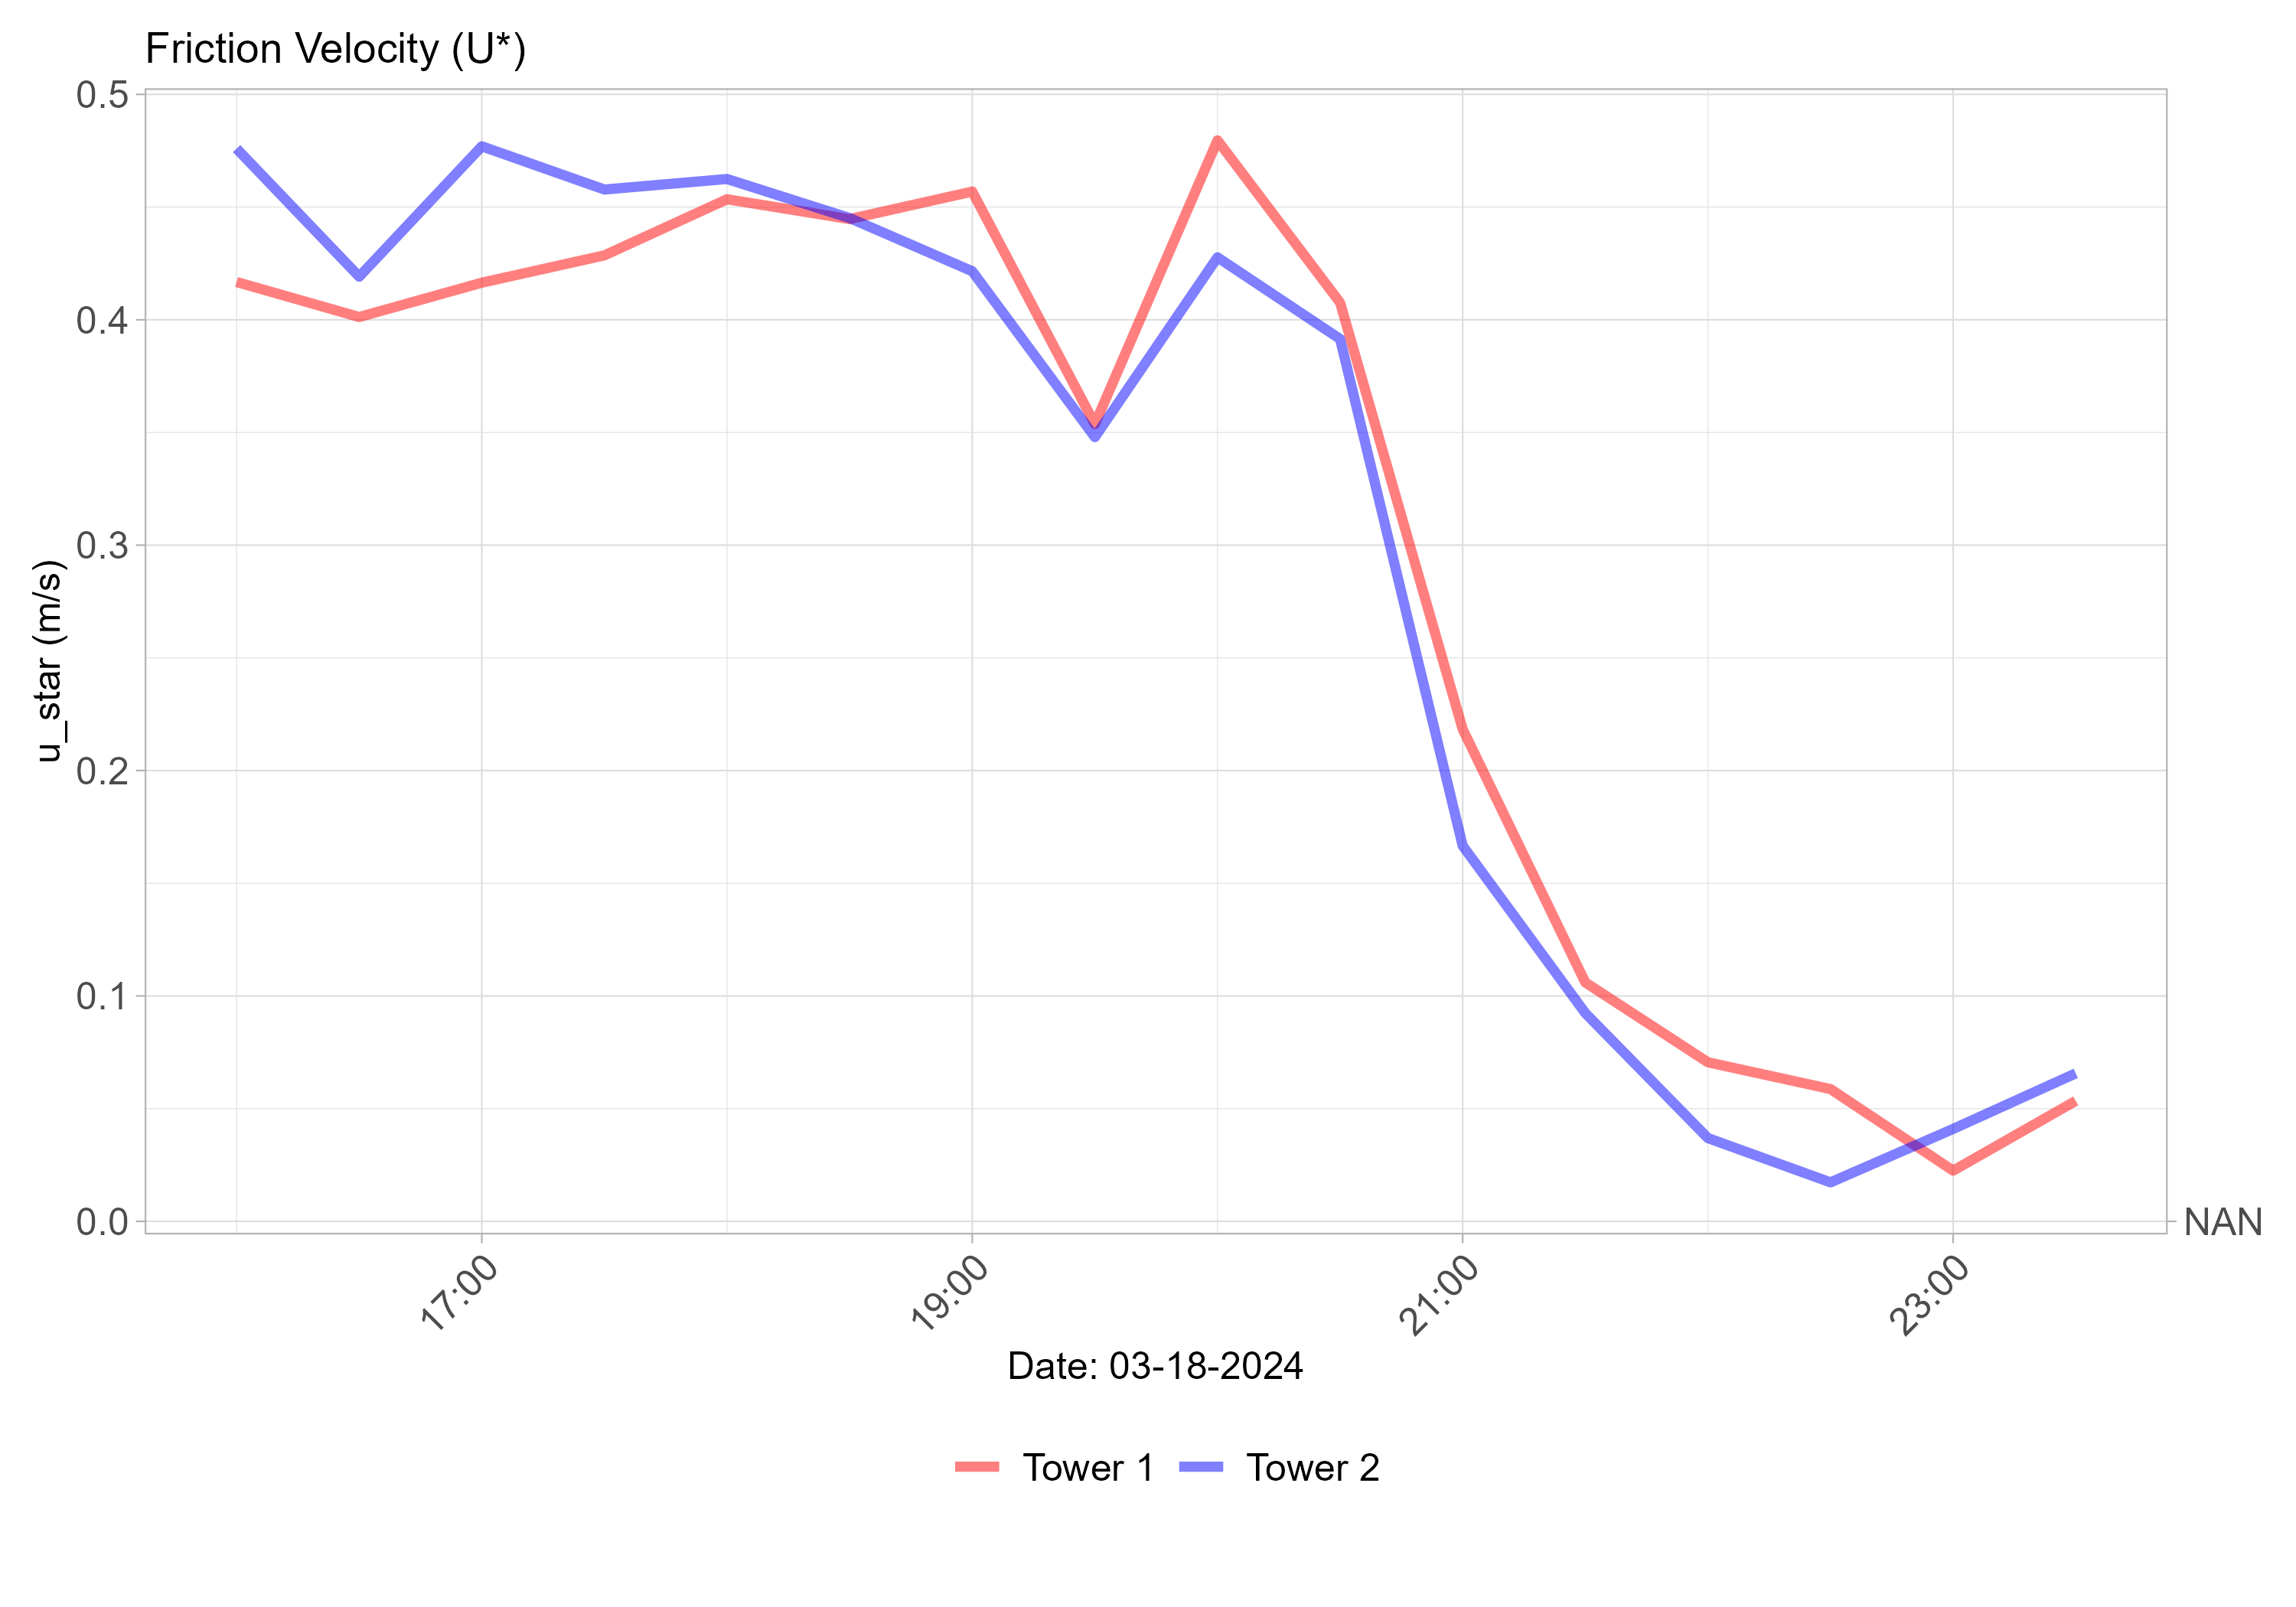 Friction Velocity (U*)
0.5
0.4
0.3
0.2
0.1
0.0
u_star (m/s)
NAN
17:00
19:00
21:00
23:00
Date: 03-18-2024
Tower 1
Tower 2